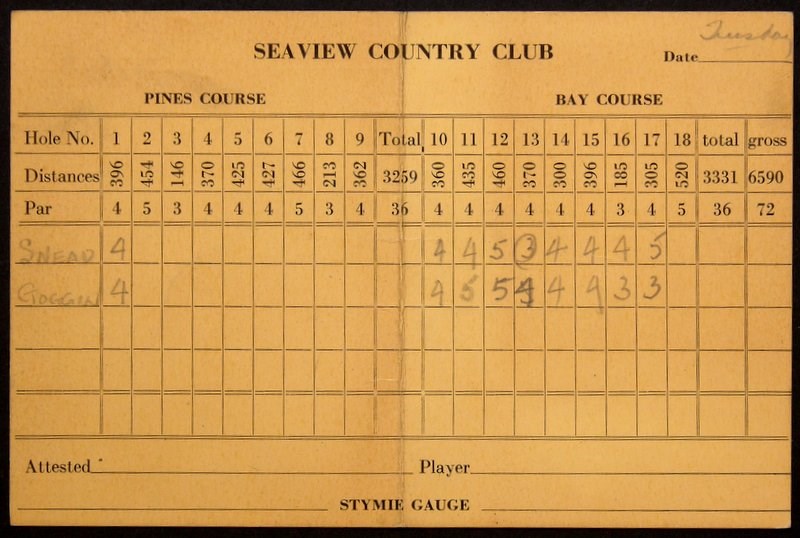 Tuesday
SEAVIEW COUNTRY CLUB
Date
PINES COURSE BAY COURSE
Hole No. 1 2 3 4 5 6 7 8 9 Total 10 11 12 13 14 15 16 17 18 total gross
Distances 396 454 146 370 425 427 466 213 362 3259 360 435 460 370 300 396 185 305 520 3331 6590
Par 4 5 3 4 4 4 5 3 4 36 4 4 4 4 4 4 3 4 5 36 72
SNEAD 4 4 4 5 3 4 4 4 5
GOGGIN 4 4 5 5 4 4 4 3 3
Attested Player
STYMIE GAUGE